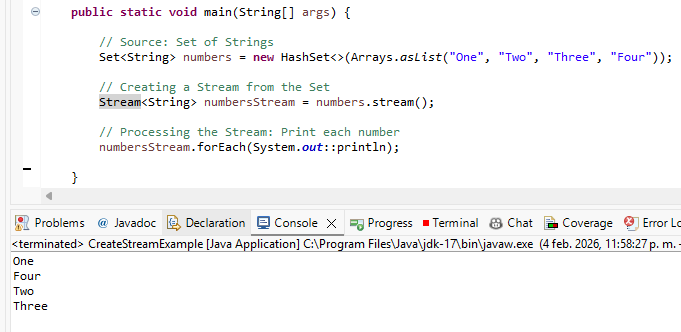 public static void main(String[] args) {
// Source: Set of Strings
Set<String> numbers = new HashSet<>(Arrays.asList("One", "Two", "Three", "Four"));
// Creating a Stream from the Set
Stream<String> numbersStream = numbers.stream();
// Processing the Stream: Print each number
numbersStream.forEach(System.out::println);
}
Problems @ Javadoc Declaration Console Progress Terminal Chat Coverage Error Lo
<terminated> CreateStreamExample [Java Application] C:\Program Files\Java\jdk-17\bin\javaw.exe (4 feb. 2026, 11:58:27 p. m. –
One
Four
Two
Three